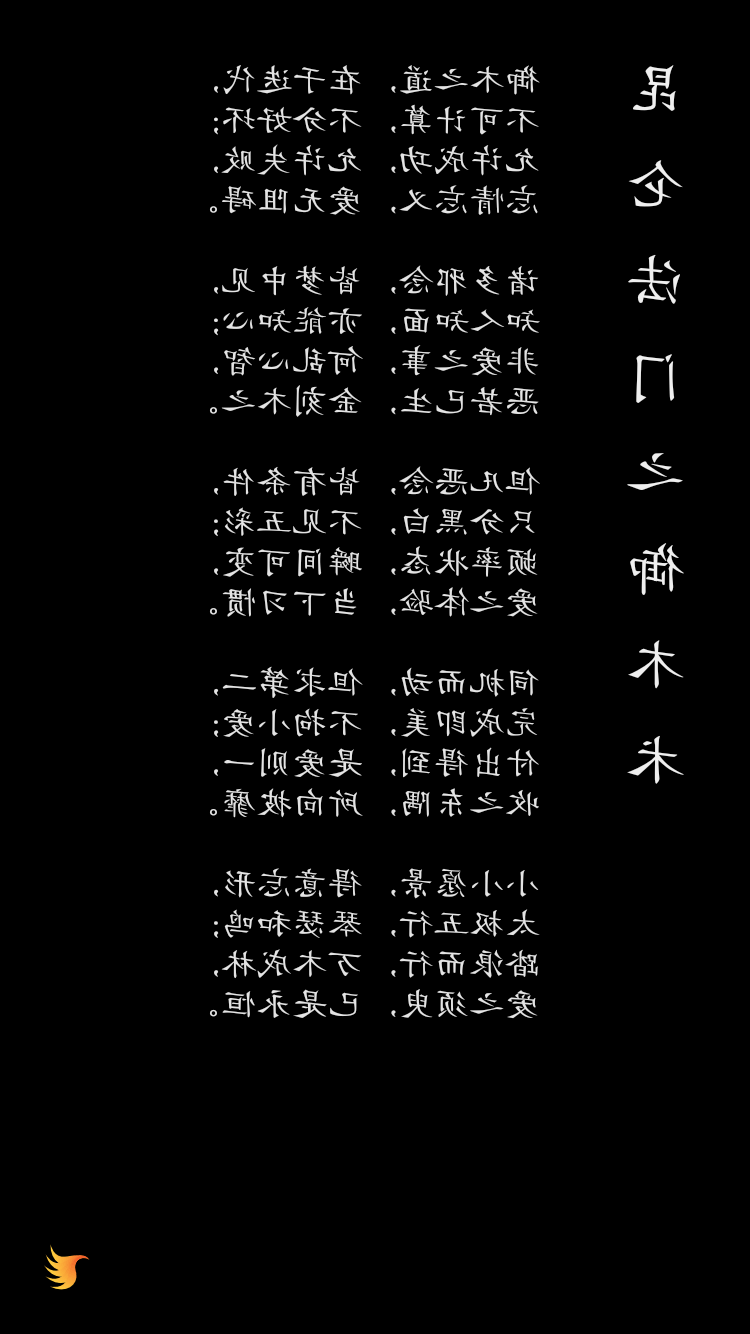 昆仑法门之御木术
御木之道，在于迭代，
不可计算，不分好坏；
允许成功，允许失败，
忘情忘义，爱无阻碍。
诸多邪念，皆梦中见，
知人知面，亦能知心；
非爱之事，何乱心智，
恶若已生，金刻木之。
但凡恶念，皆有条件，
只分黑白，不见五彩；
频率状态，瞬间可变，
爱之体验，当下习惯。
伺机而动，但求第二，
完成即美，不拘小爱；
付出得到，是爱则一，
收之东隅，所向披靡。
小小愿景，得意忘形，
太极五行，琴瑟和鸣；
踏浪而行，万木成林，
爱之须臾，已是永恒。